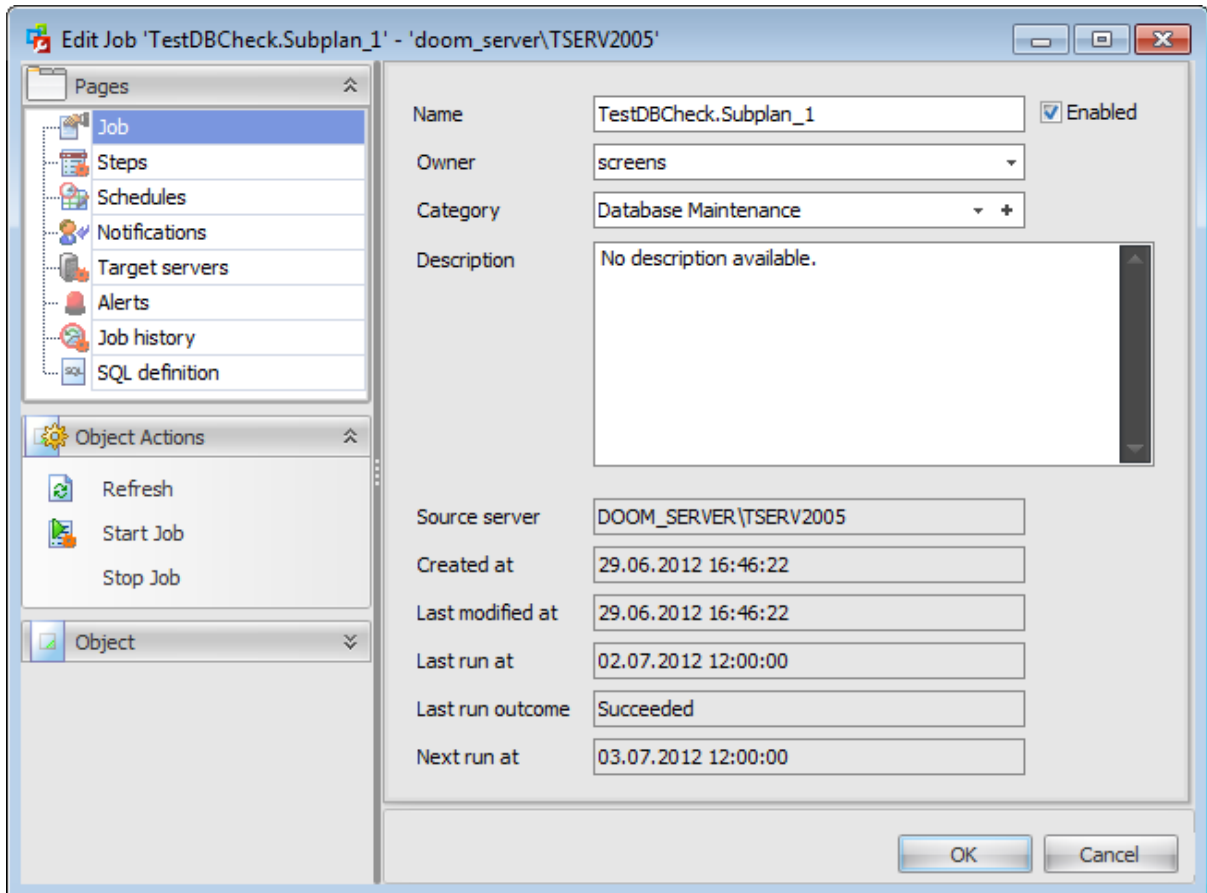 Edit Job 'TestDBCheck.Subplan_1' - 'doom_server\TSERV2005'
Pages
Job
Steps
Schedules
Notifications
Target servers
Alerts
Job history
SQL definition
Object Actions
Refresh
Start Job
Stop Job
Object
Name TestDBCheck.Subplan_1 Enabled
Owner screens
Category Database Maintenance
Description No description available.
Source server DOOM_SERVER\TSERV2005
Created at 29.06.2012 16:46:22
Last modified at 29.06.2012 16:46:22
Last run at 02.07.2012 12:00:00
Last run outcome Succeeded
Next run at 03.07.2012 12:00:00
OK Cancel